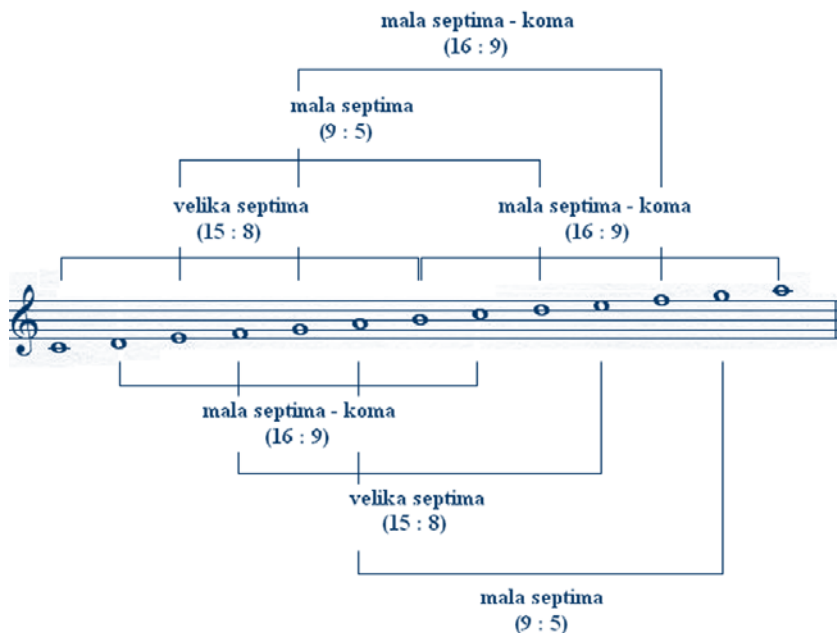 mala septima - koma
(16 : 9)
mala septima
(9 : 5)
velika septima
(15 : 8)
mala septima - koma
(16 : 9)
mala septima - koma
(16 : 9)
velika septima
(15 : 8)
mala septima
(9 : 5)